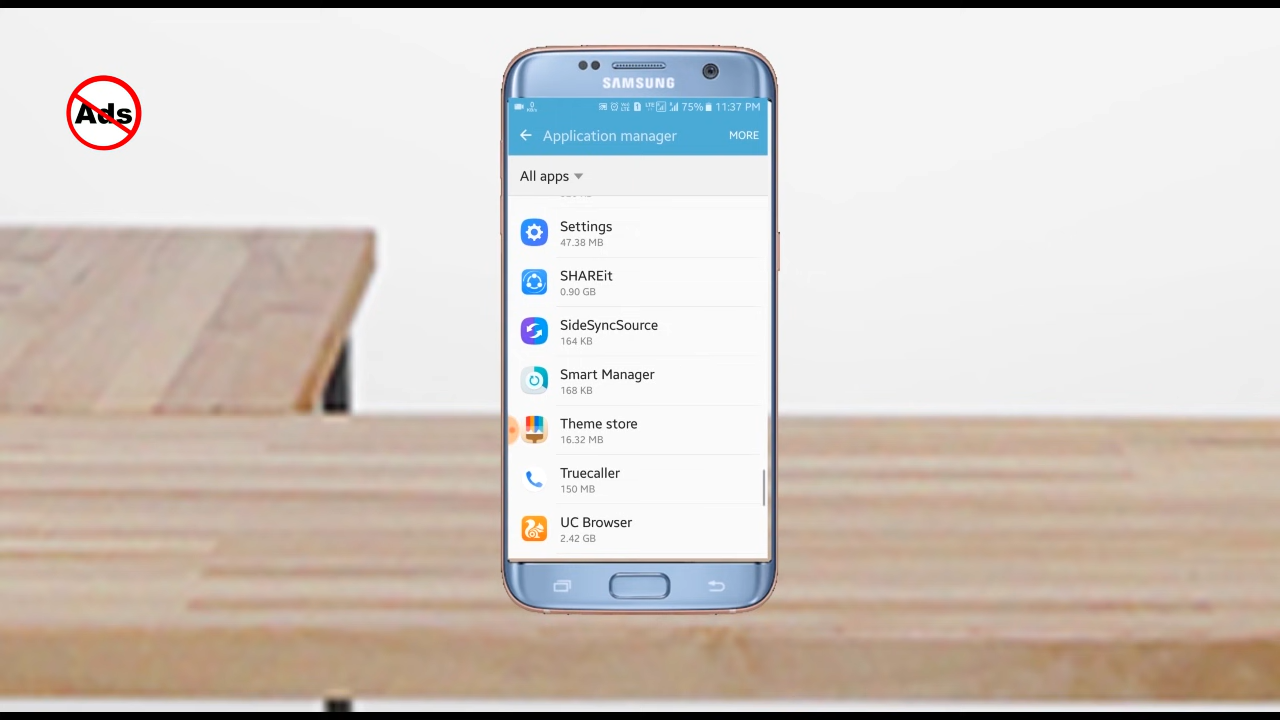 Ads
SAMSUNG
75% 11:37 PM
Application manager
MORE
All apps
Settings
47.38 MB
SHAREit
0.90 GB
SideSyncSource
164 KB
Smart Manager
168 KB
Theme store
16.32 MB
Truecaller
150 MB
UC Browser
2.42 GB